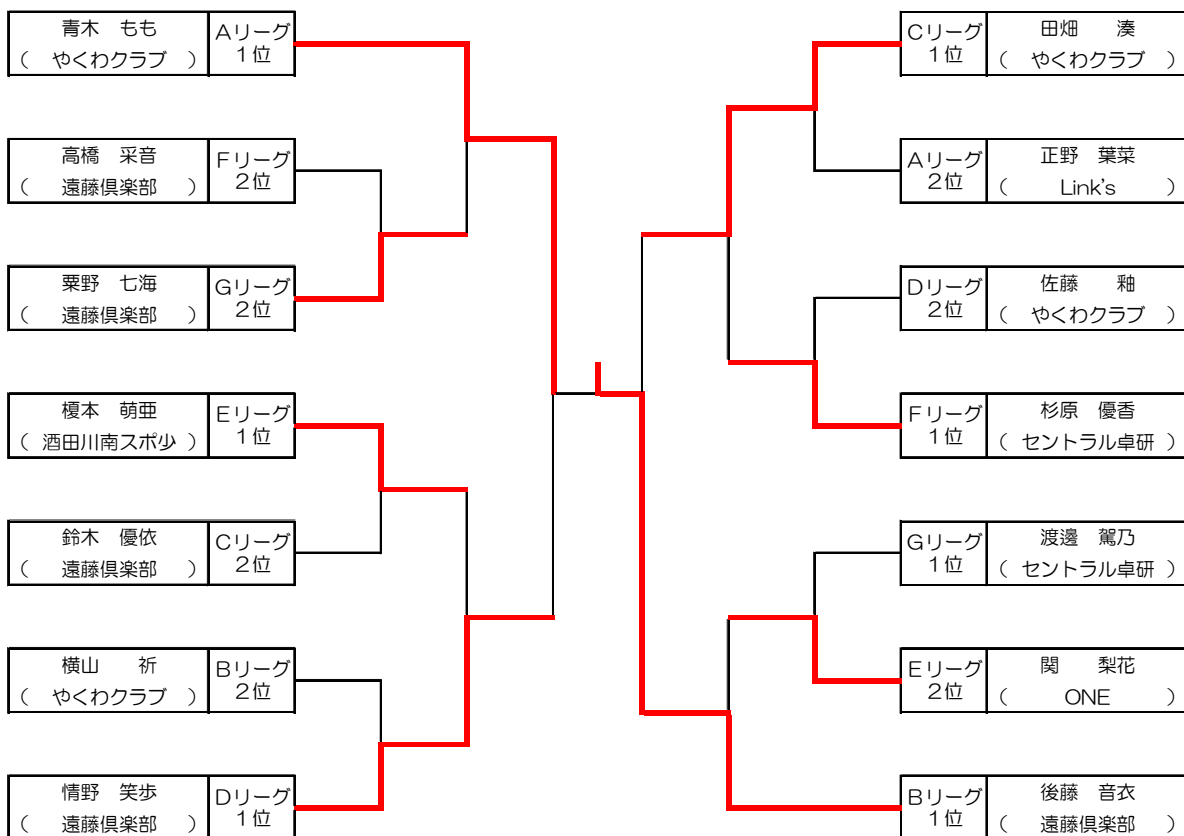 青木 もも
( やくわクラブ )
Aリーグ
1位
高橋 采音
( 遠藤倶楽部 )
Fリーグ
2位
粟野 七海
( 遠藤倶楽部 )
Gリーグ
2位
榎本 萌亜
( 酒田川南スポ少 )
Eリーグ
1位
鈴木 優依
( 遠藤倶楽部 )
Cリーグ
2位
横山 祈
( やくわクラブ )
Bリーグ
2位
情野 笑歩
( 遠藤倶楽部 )
Dリーグ
1位
Cリーグ
1位
田畑 湊
( やくわクラブ )
Aリーグ
2位
正野 葉菜
( Link's )
Dリーグ
2位
佐藤 釉
( やくわクラブ )
Fリーグ
1位
杉原 優香
( セントラル卓研 )
Gリーグ
1位
渡邊 駕乃
( セントラル卓研 )
Eリーグ
2位
関 梨花
( ONE )
Bリーグ
1位
後藤 音衣
( 遠藤倶楽部 )